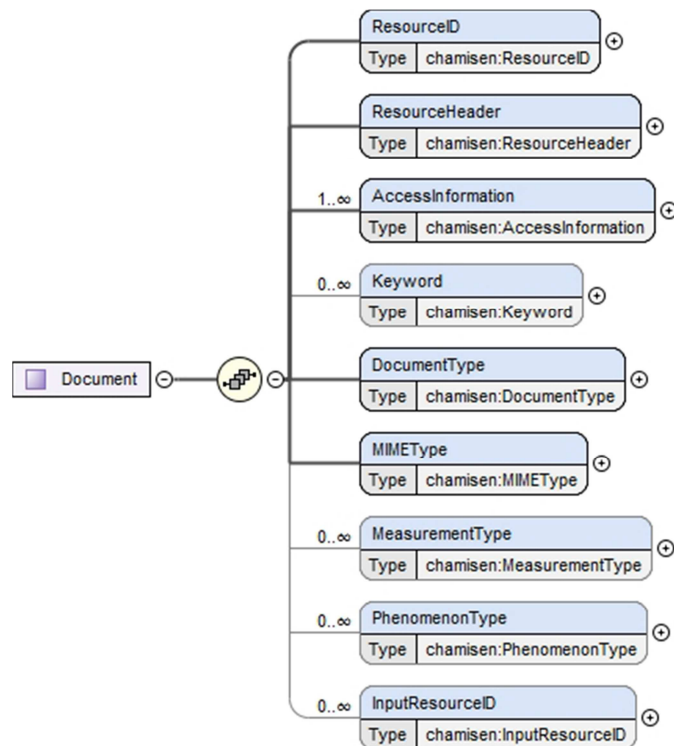 ResourceID
Type chamisen:ResourceID
ResourceHeader
Type chamisen:ResourceHeader
1..∞
AccessInformation
Type chamisen:AccessInformation
0..∞
Keyword
Type chamisen:Keyword
Document
DocumentType
Type chamisen:DocumentType
MIMEType
Type chamisen:MIMEType
0..∞
MeasurementType
Type chamisen:MeasurementType
0..∞
PhenomenonType
Type chamisen:PhenomenonType
0..∞
InputResourceID
Type chamisen:InputResourceID